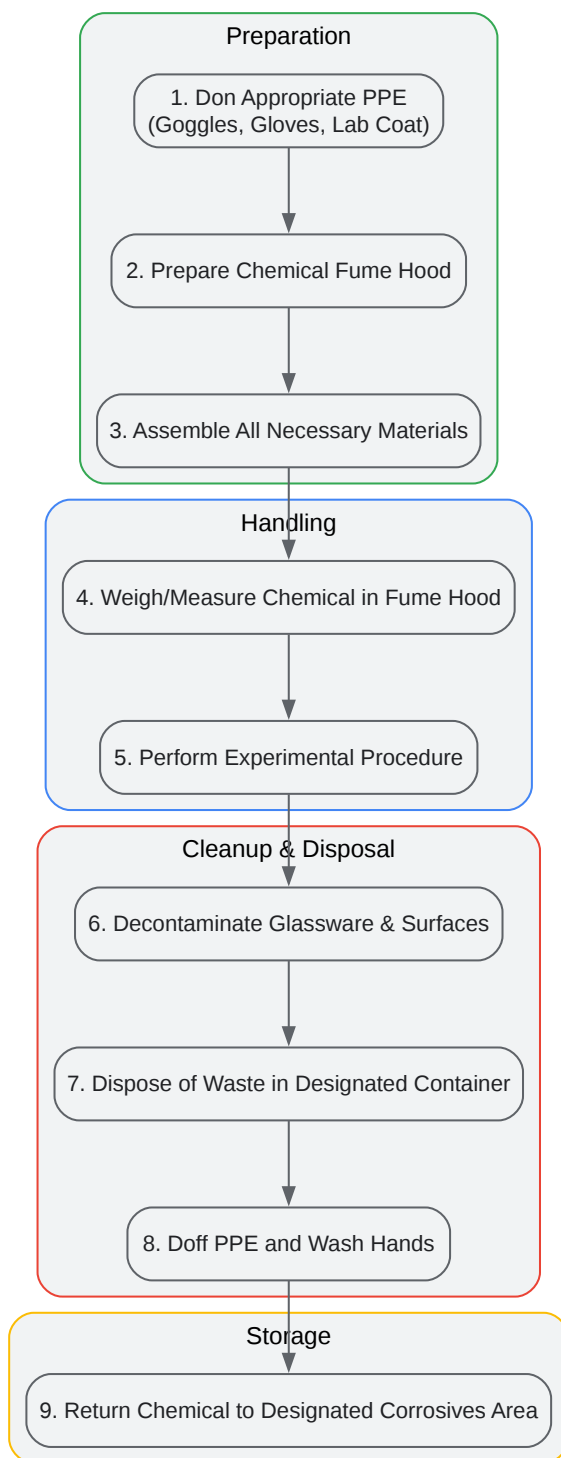 Preparation
1. Don Appropriate PPE
(Goggles, Gloves, Lab Coat)
2. Prepare Chemical Fume Hood
3. Assemble All Necessary Materials
Handling
4. Weigh/Measure Chemical in Fume Hood
5. Perform Experimental Procedure
Cleanup & Disposal
6. Decontaminate Glassware & Surfaces
7. Dispose of Waste in Designated Container
8. Doff PPE and Wash Hands
Storage
9. Return Chemical to Designated Corrosives Area